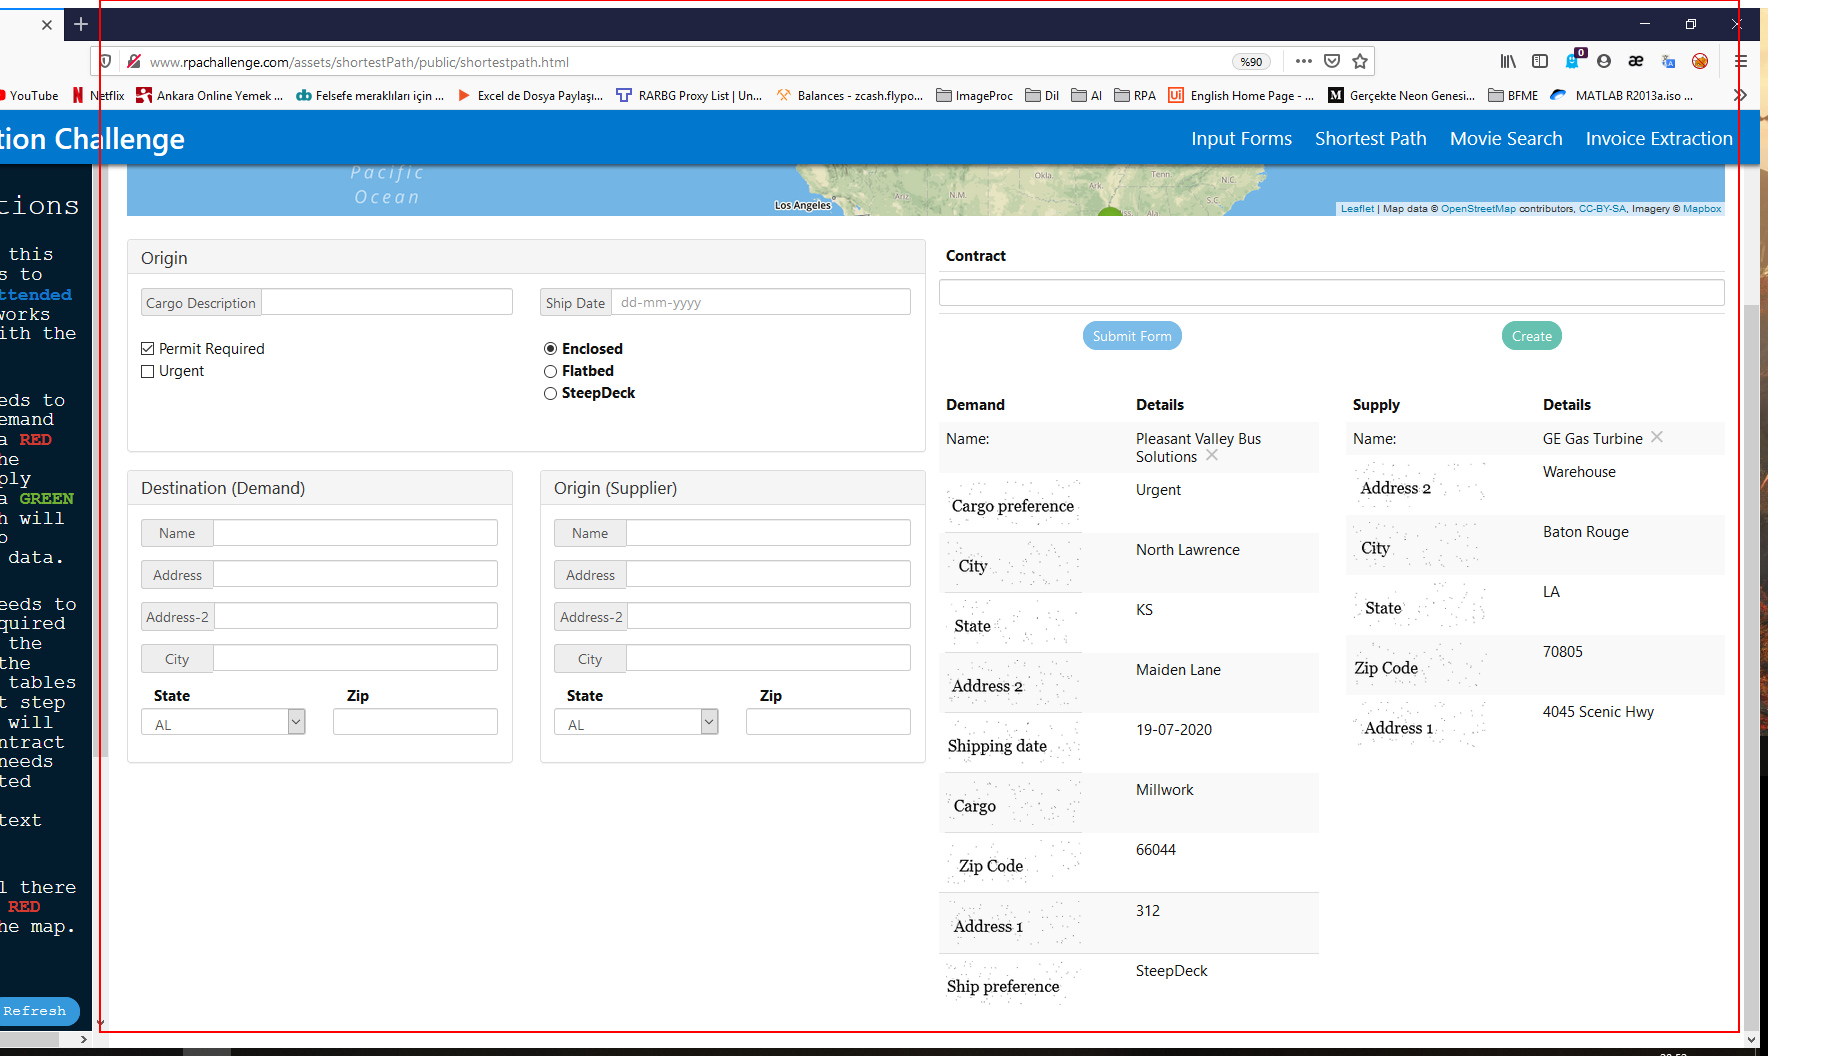 www.rpachallenge.com/assets/shortestPath/public/shortestpath.html
%90
0
YouTube
Netflix
Ankara Online Yemek ...
Felsefe meraklıları için ...
Excel de Dosya Paylaşı...
RARBG Proxy List | Un...
Balances - zcash.flypo...
ImageProc
Dil
AI
RPA
English Home Page - ...
Gerçekte Neon Genesi...
BFME
MATLAB R2013a.iso ...
tion Challenge
Input Forms
Shortest Path
Movie Search
Invoice Extraction
Pacific
Ocean
Los Angeles
Ariz.
N.M.
Okla.
Ark.
Tenn.
N.C.
S.C.
Ala.
Leaflet | Map data © OpenStreetMap contributors, CC-BY-SA, Imagery © Mapbox
tions
this
s to
ttended
works
ith the
eds to
emand
a RED
he
ply
a GREEN
h will
o
data.
eeds to
quired
the
the
tables
t step
will
ntract
needs
ted
text
l there
RED
he map.
Refresh
Origin
Cargo Description
Ship Date
dd-mm-yyyy
Permit Required
Urgent
Enclosed
Flatbed
SteepDeck
Destination (Demand)
Name
Address
Address-2
City
State
Zip
AL
Origin (Supplier)
Name
Address
Address-2
City
State
Zip
AL
Contract
Submit Form
Create
Demand Details
Name: Pleasant Valley Bus
Solutions
Cargo preference Urgent
City North Lawrence
State KS
Address 2 Maiden Lane
Shipping date 19-07-2020
Cargo Millwork
Zip Code 66044
Address 1 312
Ship preference SteepDeck
Supply Details
Name: GE Gas Turbine
Address 2 Warehouse
City Baton Rouge
State LA
Zip Code 70805
Address 1 4045 Scenic Hwy